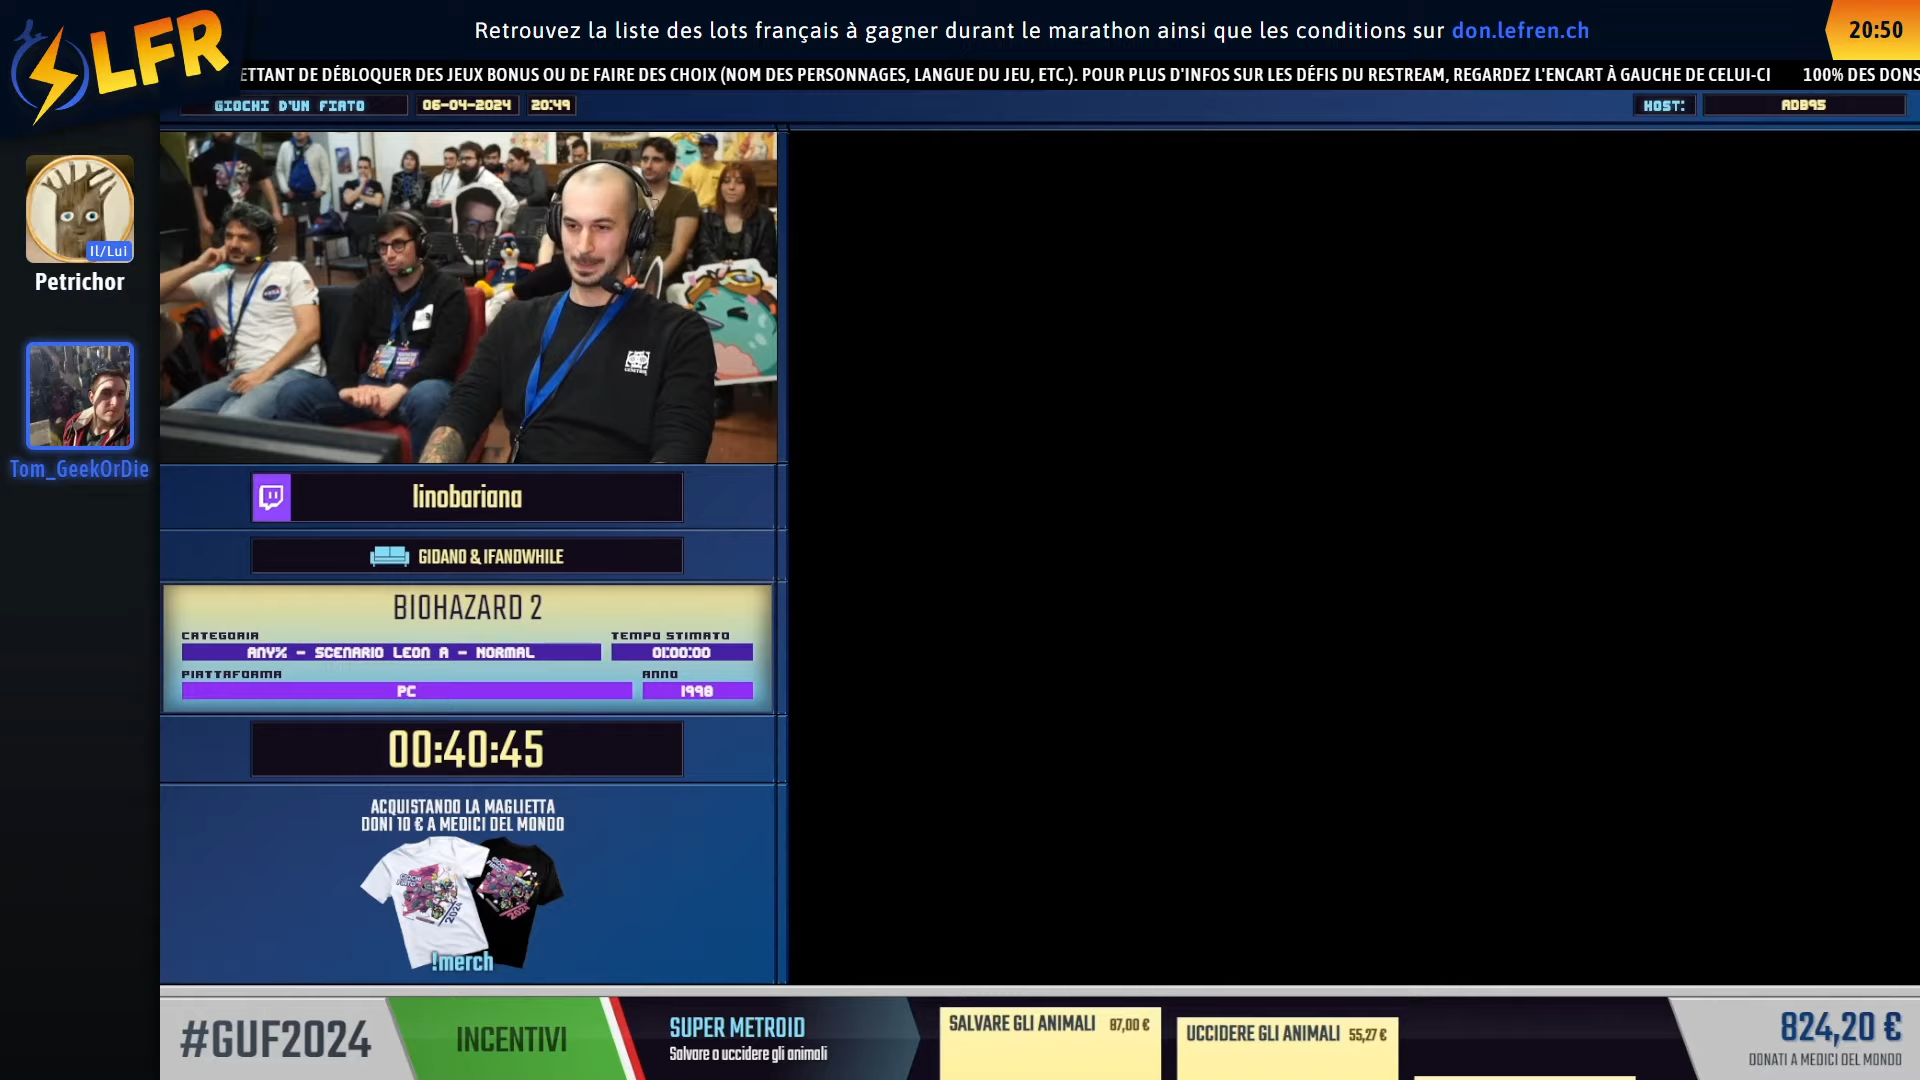 LFR
Retrouvez la liste des lots français à gagner durant le marathon ainsi que les conditions sur don.lefren.ch
20:50
ETTANT DE DÉBLOQUER DES JEUX BONUS OU DE FAIRE DES CHOIX (NOM DES PERSONNAGES, LANGUE DU JEU, ETC.). POUR PLUS D'INFOS SUR LES DÉFIS DU RESTREAM, REGARDEZ L'ENCART À GAUCHE DE CELUI-CI 100% DES DONS
GIOCHI D'UN FIATO 06-04-2024 20:49 HOST: ADB95
Il/Lui
Petrichor
Tom_GeekOrDie
linobariana
GIDANO & IFANDWHILE
BIOHAZARD 2
CATEGORIA TEMPO STIMATO
ANY% - SCENARIO LEON A - NORMAL 01:00:00
PIATTAFORMA ANNO
PC 1998
00:40:45
ACQUISTANDO LA MAGLIETTA
DONI 10 € A MEDICI DEL MONDO
2024
2024
!merch
#GUF2024
INCENTIVI
SUPER METROID
Salvare o uccidere gli animali
SALVARE GLI ANIMALI 87,00 €
UCCIDERE GLI ANIMALI 55,27 €
824,20 €
DONATI A MEDICI DEL MONDO